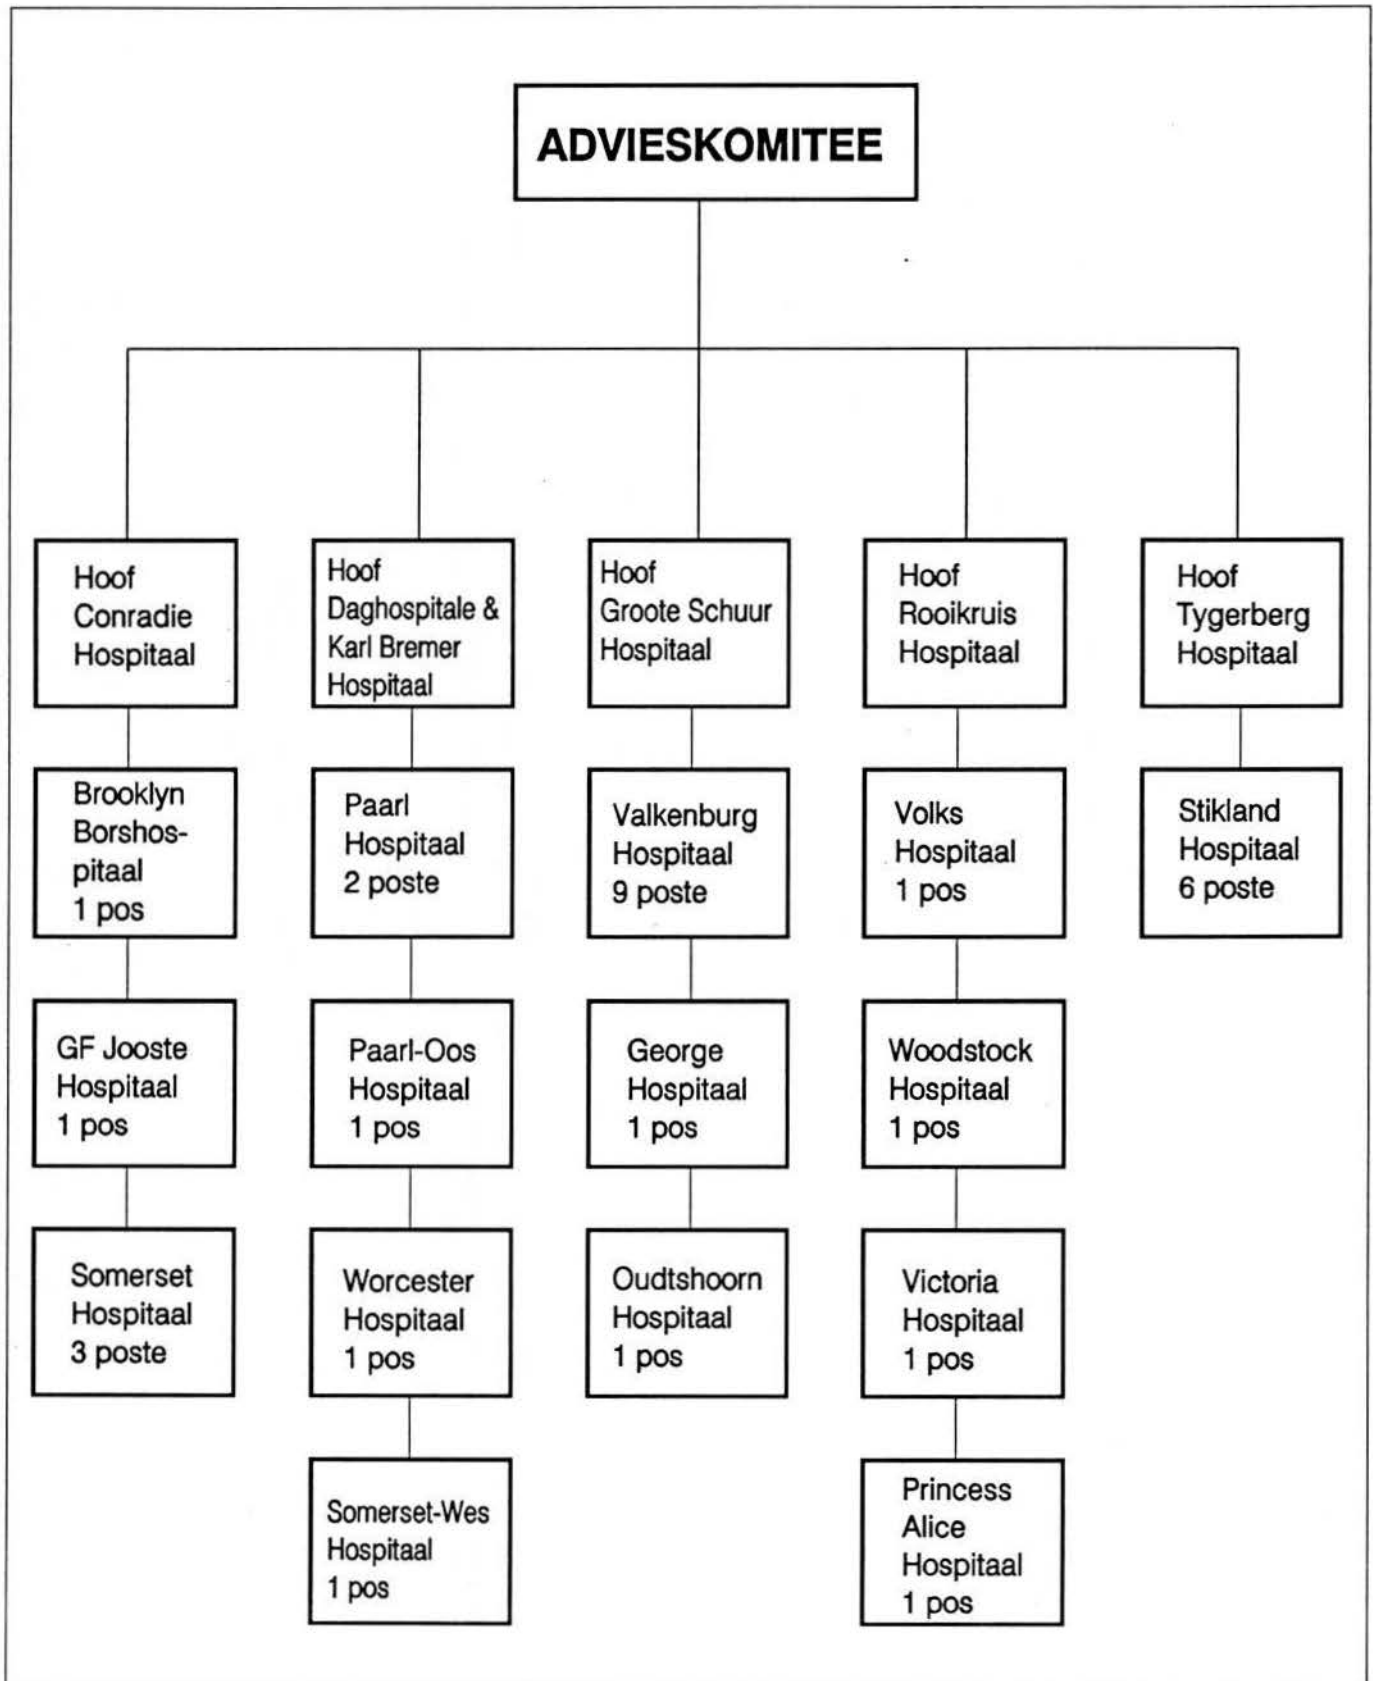 ADVIESKOMITEE
Hoof
Conradie
Hospitaal
Hoof
Daghospitale &
Karl Bremer
Hospitaal
Hoof
Groote Schuur
Hospitaal
Hoof
Rooikruis
Hospitaal
Hoof
Tygerberg
Hospitaal
Brooklyn
Borshos-
pitaal
1 pos
Paarl
Hospitaal
2 poste
Valkenburg
Hospitaal
9 poste
Volks
Hospitaal
1 pos
Stikland
Hospitaal
6 poste
GF Jooste
Hospitaal
1 pos
Paarl-Oos
Hospitaal
1 pos
George
Hospitaal
1 pos
Woodstock
Hospitaal
1 pos
Somerset
Hospitaal
3 poste
Worcester
Hospitaal
1 pos
Oudtshoorn
Hospitaal
1 pos
Victoria
Hospitaal
1 pos
Somerset-Wes
Hospitaal
1 pos
Princess
Alice
Hospitaal
1 pos